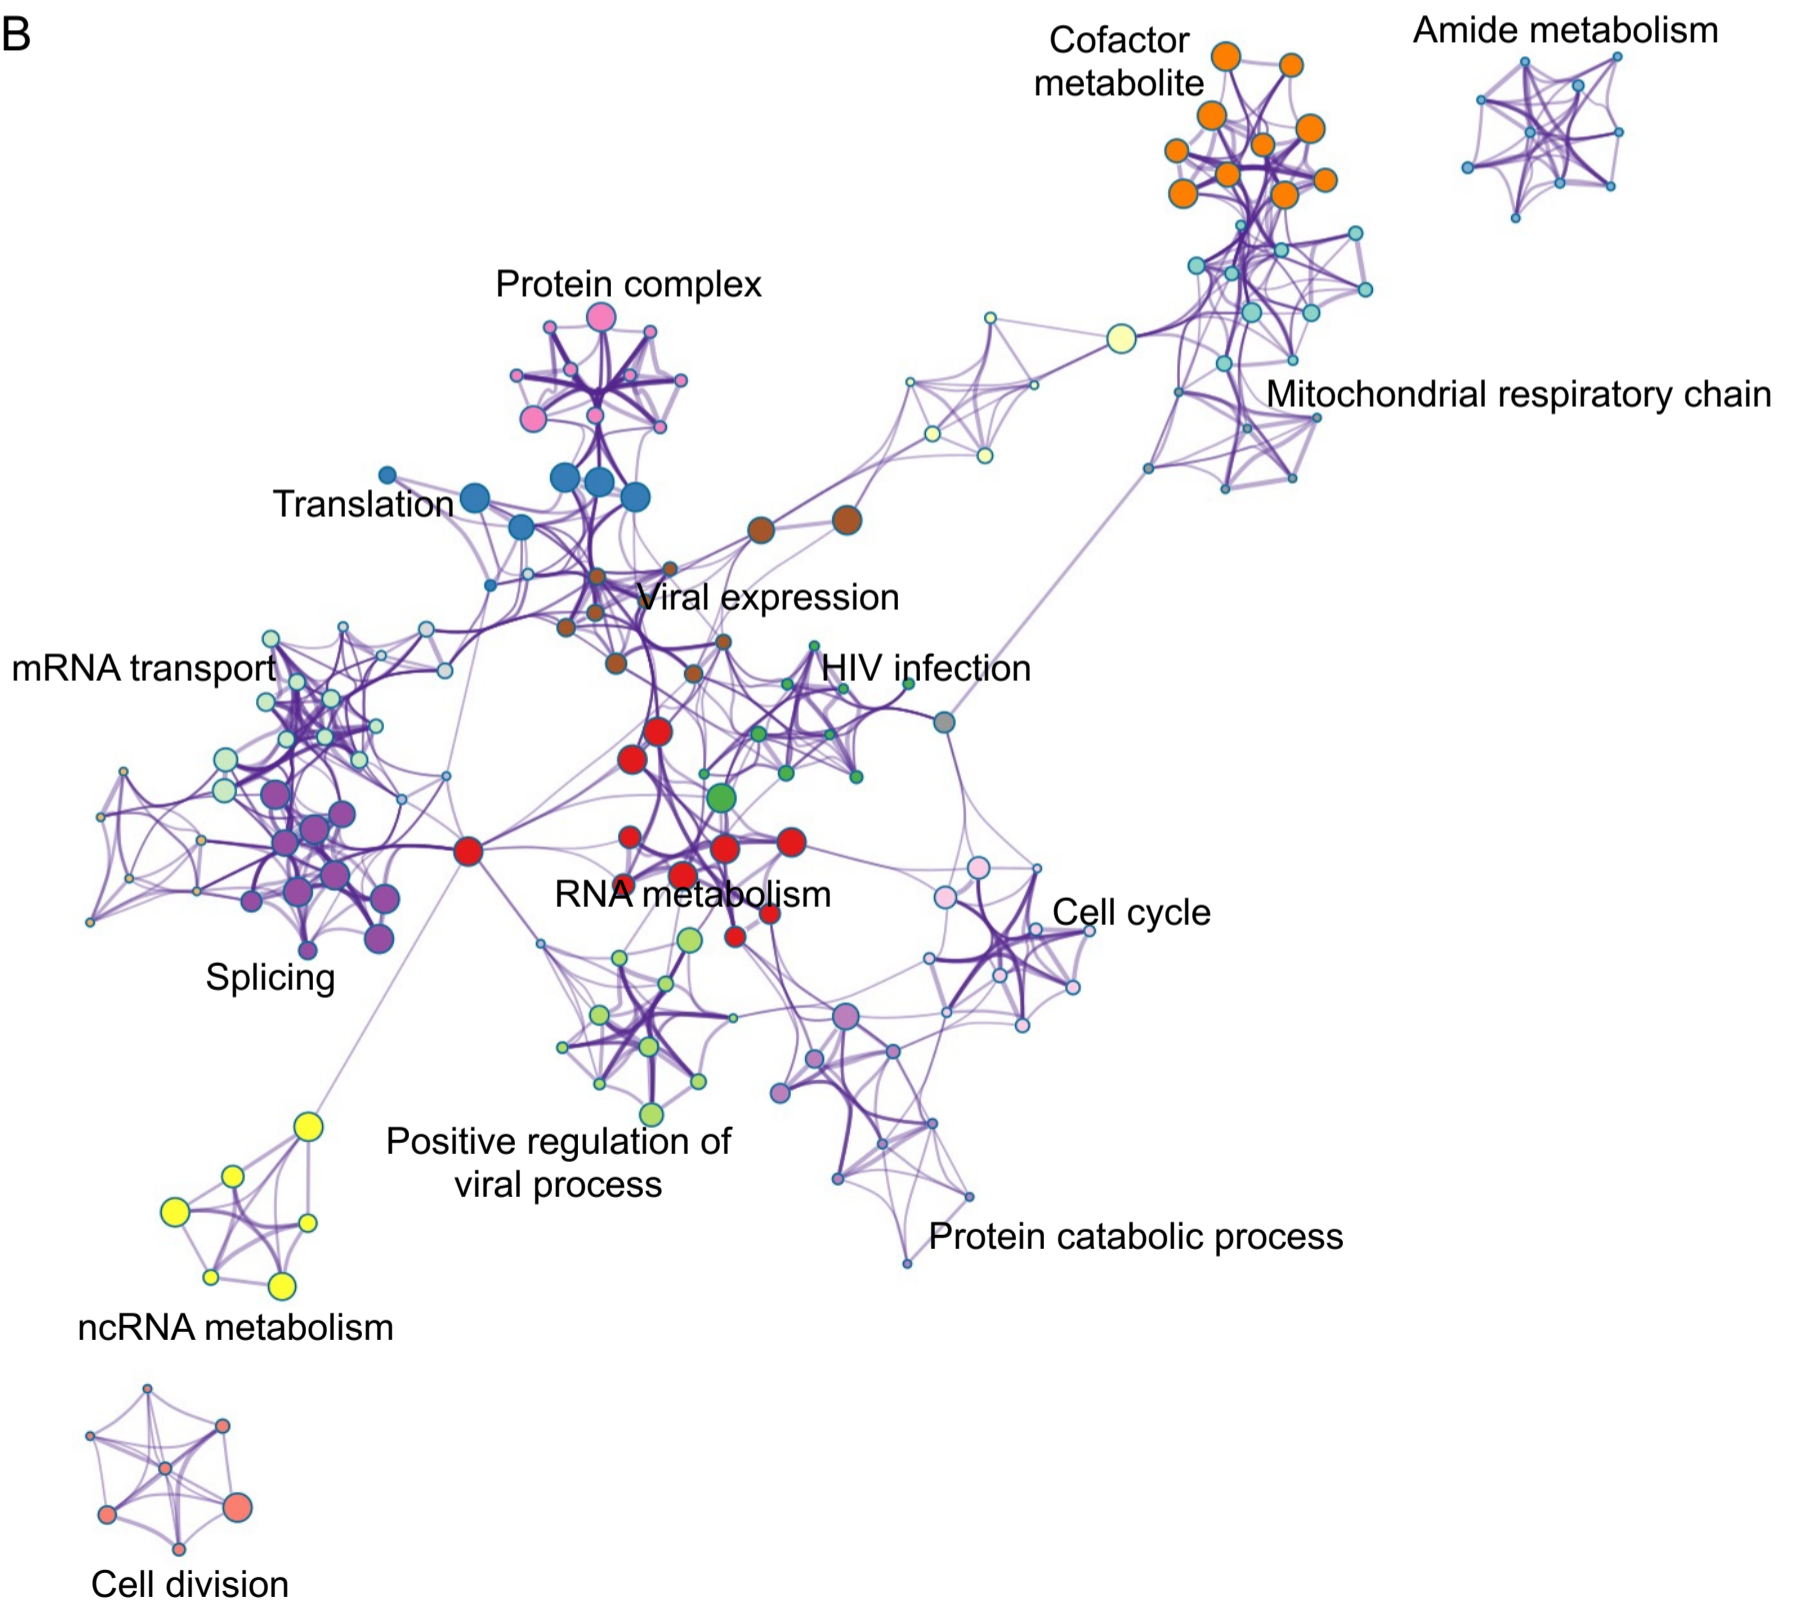 B
Cofactor
metabolite
Amide metabolism
Protein complex
Mitochondrial respiratory chain
Translation
Viral expression
mRNA transport
HIV infection
RNA metabolism
Cell cycle
Splicing
Positive regulation of
viral process
Protein catabolic process
ncRNA metabolism
Cell division